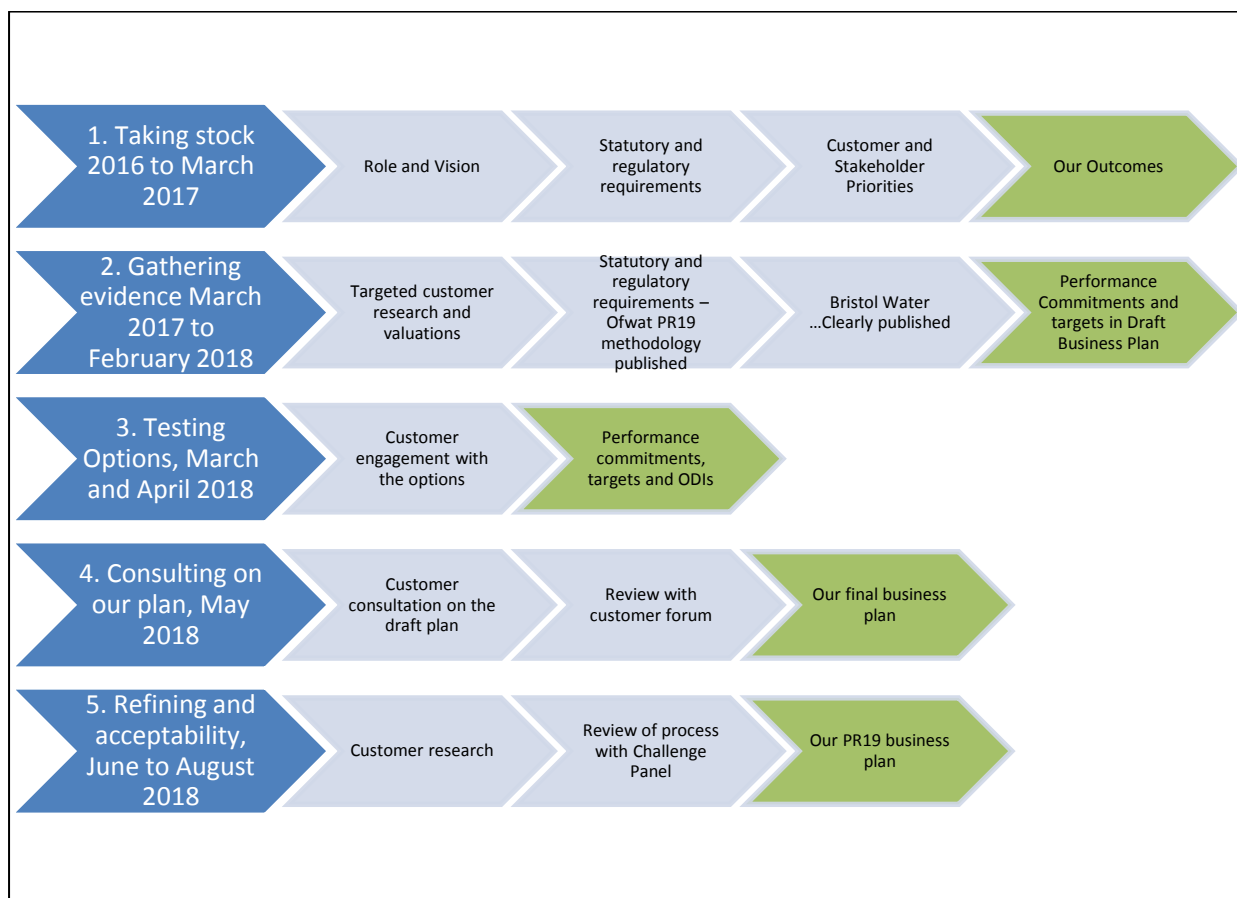 1. Taking stock
2016 to March
2017
Role and Vision
Statutory and
regulatory
requirements
Customer and
Stakeholder
Priorities
Our Outcomes
2. Gathering
evidence March
2017 to
February 2018
Targeted customer
research and
valuations
Statutory and
regulatory
requirements –
Ofwat PR19
methodology
published
Bristol Water
...Clearly published
Performance
Commitments and
targets in Draft
Business Plan
3. Testing
Options, March
and April 2018
Customer
engagement with
the options
Performance
commitments,
targets and ODIs
4. Consulting on
our plan, May
2018
Customer
consultation on the
draft plan
Review with
customer forum
Our final business
plan
5. Refining and
acceptability,
June to August
2018
Customer research
Review of process
with Challenge
Panel
Our PR19 business
plan